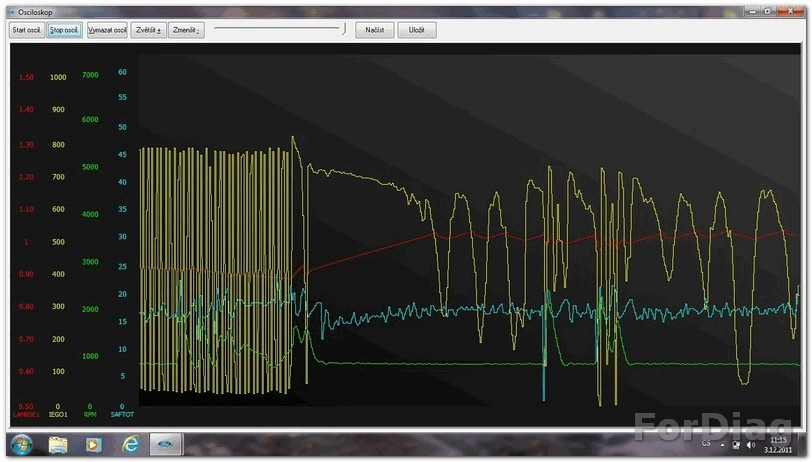 Osciloskop
Start oscil. Stop oscil. Vymazat oscil Zvětšit + Zmenšit - Načíst Uložit
1.50 1000 7000 60
1.40 900 6000 55
1.30 800 5000 50
1.20 700 4000 45
1.10 600 3000 40
1 500 2000 35
0.90 400 1000 30
0.80 300 0 25
0.70 200 20
0.60 100 15
0.50 0 10
5
0
LAMBDE1 IEGO1 RPM SAFTOT
ForDiag
CS 11:15
3.12.2011